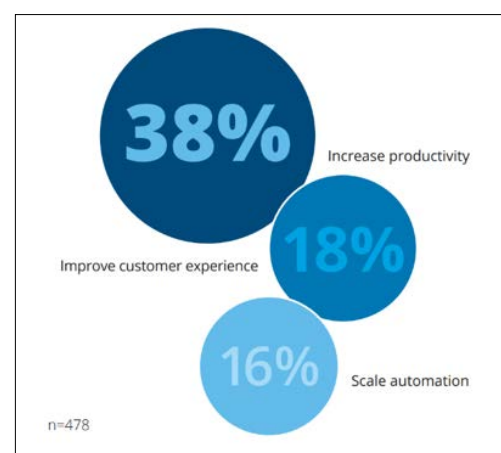 38%
Increase productivity
18%
Improve customer experience
16%
Scale automation
n=478